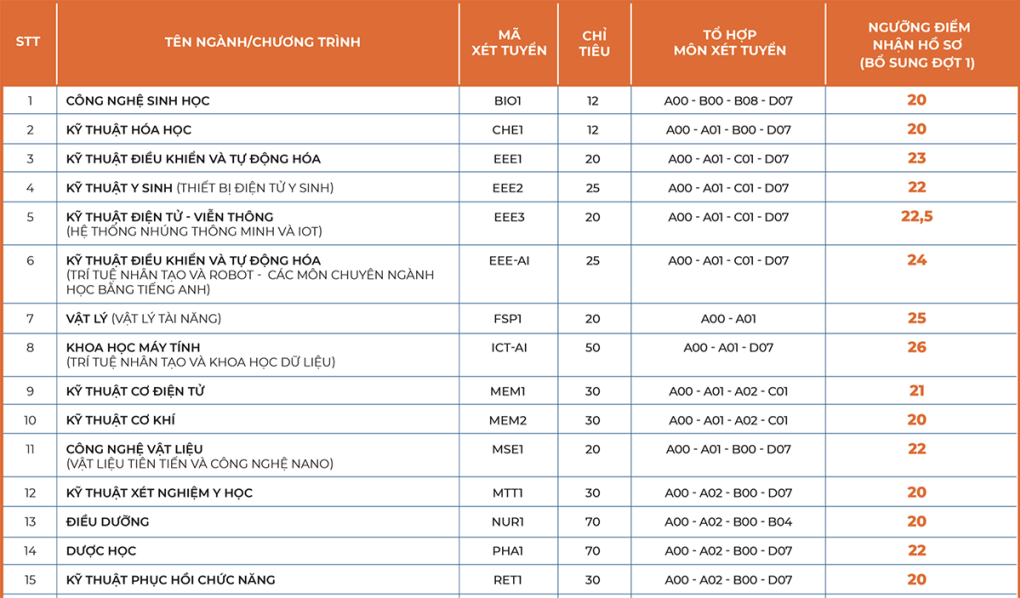 STT TÊN NGÀNH/CHƯƠNG TRÌNH MÃ XÉT TUYỂN CHỈ TIÊU TỔ HỢP MÔN XÉT TUYỂN NGƯỠNG ĐIỂM NHẬN HỒ SƠ (BỔ SUNG ĐỢT 1)
1 CÔNG NGHỆ SINH HỌC BIO1 12 A00 - B00 - B08 - D07 20
2 KỸ THUẬT HÓA HỌC CHE1 12 A00 - A01 - B00 - D07 20
3 KỸ THUẬT ĐIỀU KHIỂN VÀ TỰ ĐỘNG HÓA EEE1 20 A00 - A01 - C01 - D07 23
4 KỸ THUẬT Y SINH (THIẾT BỊ ĐIỆN TỬ Y SINH) EEE2 25 A00 - A01 - C01 - D07 22
5 KỸ THUẬT ĐIỆN TỬ - VIỄN THÔNG EEE3 20 A00 - A01 - C01 - D07 22,5
(HỆ THỐNG NHÚNG THÔNG MINH VÀ IOT)
6 KỸ THUẬT ĐIỀU KHIỂN VÀ TỰ ĐỘNG HÓA EEE-AI 25 A00 - A01 - C01 - D07 24
(TRÍ TUỆ NHÂN TẠO VÀ ROBOT - CÁC MÔN CHUYÊN NGÀNH
HỌC BẰNG TIẾNG ANH)
7 VẬT LÝ (VẬT LÝ TÀI NĂNG) FSP1 20 A00 - A01 25
8 KHOA HỌC MÁY TÍNH ICT-AI 50 A00 - A01 - D07 26
(TRÍ TUỆ NHÂN TẠO VÀ KHOA HỌC DỮ LIỆU)
9 KỸ THUẬT CƠ ĐIỆN TỬ MEM1 30 A00 - A01 - A02 - C01 21
10 KỸ THUẬT CƠ KHÍ MEM2 30 A00 - A01 - A02 - C01 20
11 CÔNG NGHỆ VẬT LIỆU MSE1 20 A00 - A01 - B00 - D07 22
(VẬT LIỆU TIÊN TIẾN VÀ CÔNG NGHỆ NANO)
12 KỸ THUẬT XÉT NGHIỆM Y HỌC MTT1 30 A00 - A02 - B00 - D07 20
13 ĐIỀU DƯỠNG NUR1 70 A00 - A02 - B00 - B04 20
14 DƯỢC HỌC PHA1 70 A00 - A02 - B00 - D07 22
15 KỸ THUẬT PHỤC HỒI CHỨC NĂNG RET1 30 A00 - A02 - B00 - D07 20